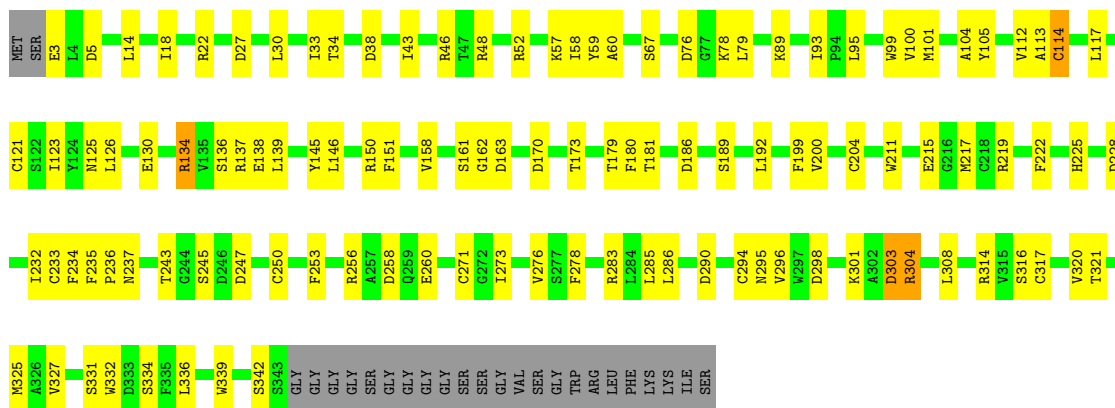 MET SER E3 L4 D5 L14 I18 R22 D27 L30 I33 T34 D38 I43 R46 T47 R48 R52 K57 I58 Y59 A60 S67 D76 G77 K78 L79 K89 I93 P94 L95 W99 V100 M101 A104 Y105 V112 A113 C114 L117
C121 S122 I123 Y124 N125 L126 E130 R134 V135 S136 R137 E138 L139 Y145 L146 R150 F151 V158 S161 G162 D163 D170 T173 T179 F180 T181 D186 S189 L192 F199 V200 C204 W211 E215 G216 M217 C218 R219 F222 H225
I232 C233 F234 F235 P236 N237 T243 G244 S245 D246 D247 C250 F253 R256 A257 D258 Q259 E260 C271 G272 I273 V276 S277 F278 R283 L284 L285 L286 D290 C294 N295 V296 W297 D298 K301 A302 D303 R304 L308 R314 V315 S316 C317 V320 T321
M325 A326 V327 S331 W332 D333 S334 F335 L336 W339 S342 S343 GLY GLY GLY GLY SER GLY GLY GLY GLY SER SER GLY VAL SER GLY TRP ARG LEU PHE LYS LYS ILE SER